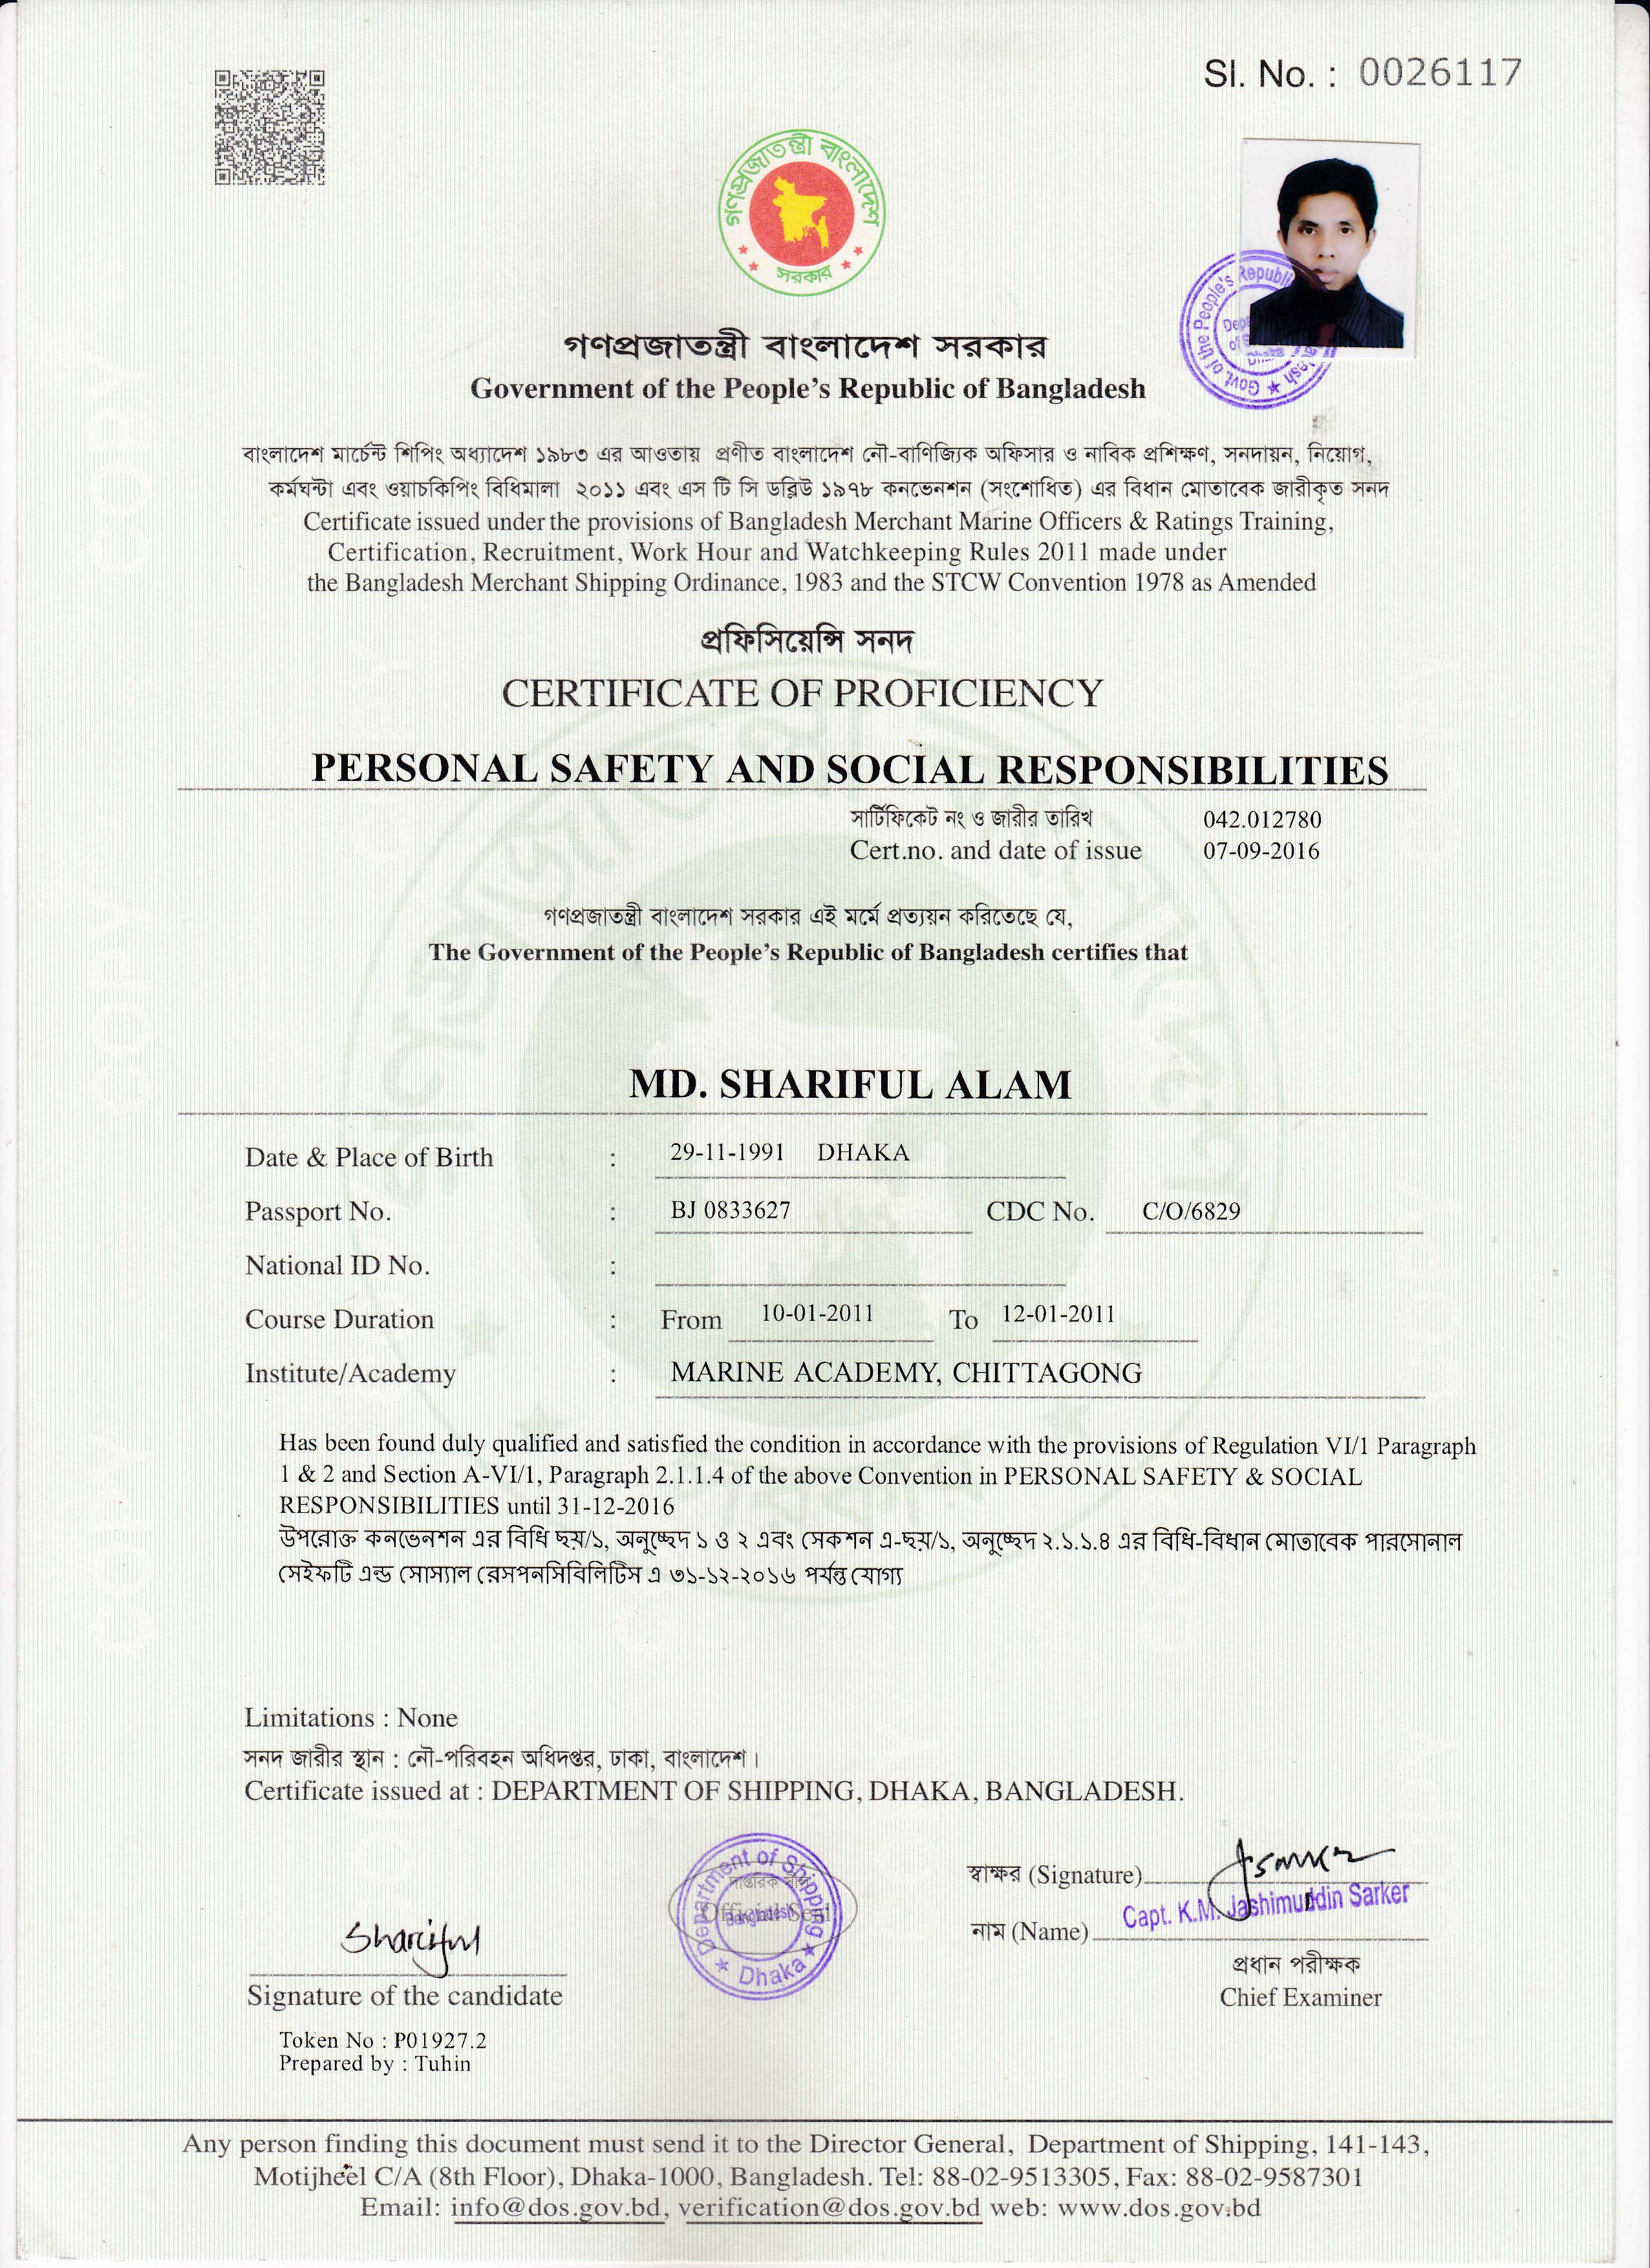 Sl. No. : 0026117
গণপ্রজাতন্ত্রী বাংলাদেশ
সরকার
গণপ্রজাতন্ত্রী বাংলাদেশ সরকার
Government of the People's Republic of Bangladesh
বাংলাদেশ মার্চেন্ট শিপিং অধ্যাদেশ ১৯৮৩ এর আওতায় প্রণীত বাংলাদেশ নৌ-বাণিজ্যিক অফিসার ও নাবিক প্রশিক্ষণ, সনদায়ন, নিয়োগ,
কর্মঘন্টা এবং ওয়াচকিপিং বিধিমালা ২০১১ এবং এস টি সি ডব্লিউ ১৯৭৮ কনভেনশন (সংশোধিত) এর বিধান মোতাবেক জারীকৃত সনদ
Certificate issued under the provisions of Bangladesh Merchant Marine Officers & Ratings Training,
Certification, Recruitment, Work Hour and Watchkeeping Rules 2011 made under
the Bangladesh Merchant Shipping Ordinance, 1983 and the STCW Convention 1978 as Amended
প্রফিসিয়েন্সি সনদ
CERTIFICATE OF PROFICIENCY
PERSONAL SAFETY AND SOCIAL RESPONSIBILITIES
সার্টিফিকেট নং ও জারীর তারিখ 042.012780
Cert.no. and date of issue 07-09-2016
গণপ্রজাতন্ত্রী বাংলাদেশ সরকার এই মর্মে প্রত্যয়ন করিতেছে যে,
The Government of the People's Republic of Bangladesh certifies that
MD. SHARIFUL ALAM
Date & Place of Birth : 29-11-1991 DHAKA
Passport No. : BJ 0833627 CDC No. C/O/6829
National ID No. :
Course Duration : From 10-01-2011 To 12-01-2011
Institute/Academy : MARINE ACADEMY, CHITTAGONG
Has been found duly qualified and satisfied the condition in accordance with the provisions of Regulation VI/1 Paragraph
1 & 2 and Section A-VI/1, Paragraph 2.1.1.4 of the above Convention in PERSONAL SAFETY & SOCIAL
RESPONSIBILITIES until 31-12-2016
উপরোক্ত কনভেনশন এর বিধি ছয়/১, অনুচ্ছেদ ১ ও ২ এবং সেকশন এ-ছয়/১, অনুচ্ছেদ ২.১.১.৪ এর বিধি-বিধান মোতাবেক পারসোনাল
সেইফটি এন্ড সোস্যাল রেসপনসিবিলিটিস এ ৩১-১২-২০১৬ পর্যন্ত যোগ্য
Limitations : None
সনদ জারীর স্থান : নৌ-পরিবহন অধিদপ্তর, ঢাকা, বাংলাদেশ।
Certificate issued at : DEPARTMENT OF SHIPPING, DHAKA, BANGLADESH.
Department of Shipping
Bangladesh
Official Seal
Dhaka
স্বাক্ষর (Signature)
Capt. K.M. Jashimuddin Sarker
নাম (Name)
প্রধান পরীক্ষক
Chief Examiner
Shariful
Signature of the candidate
Token No : P01927.2
Prepared by : Tuhin
Any person finding this document must send it to the Director General, Department of Shipping, 141-143,
Motijheel C/A (8th Floor), Dhaka-1000, Bangladesh. Tel: 88-02-9513305, Fax: 88-02-9587301
Email: info@dos.gov.bd, verification@dos.gov.bd web: www.dos.gov.bd